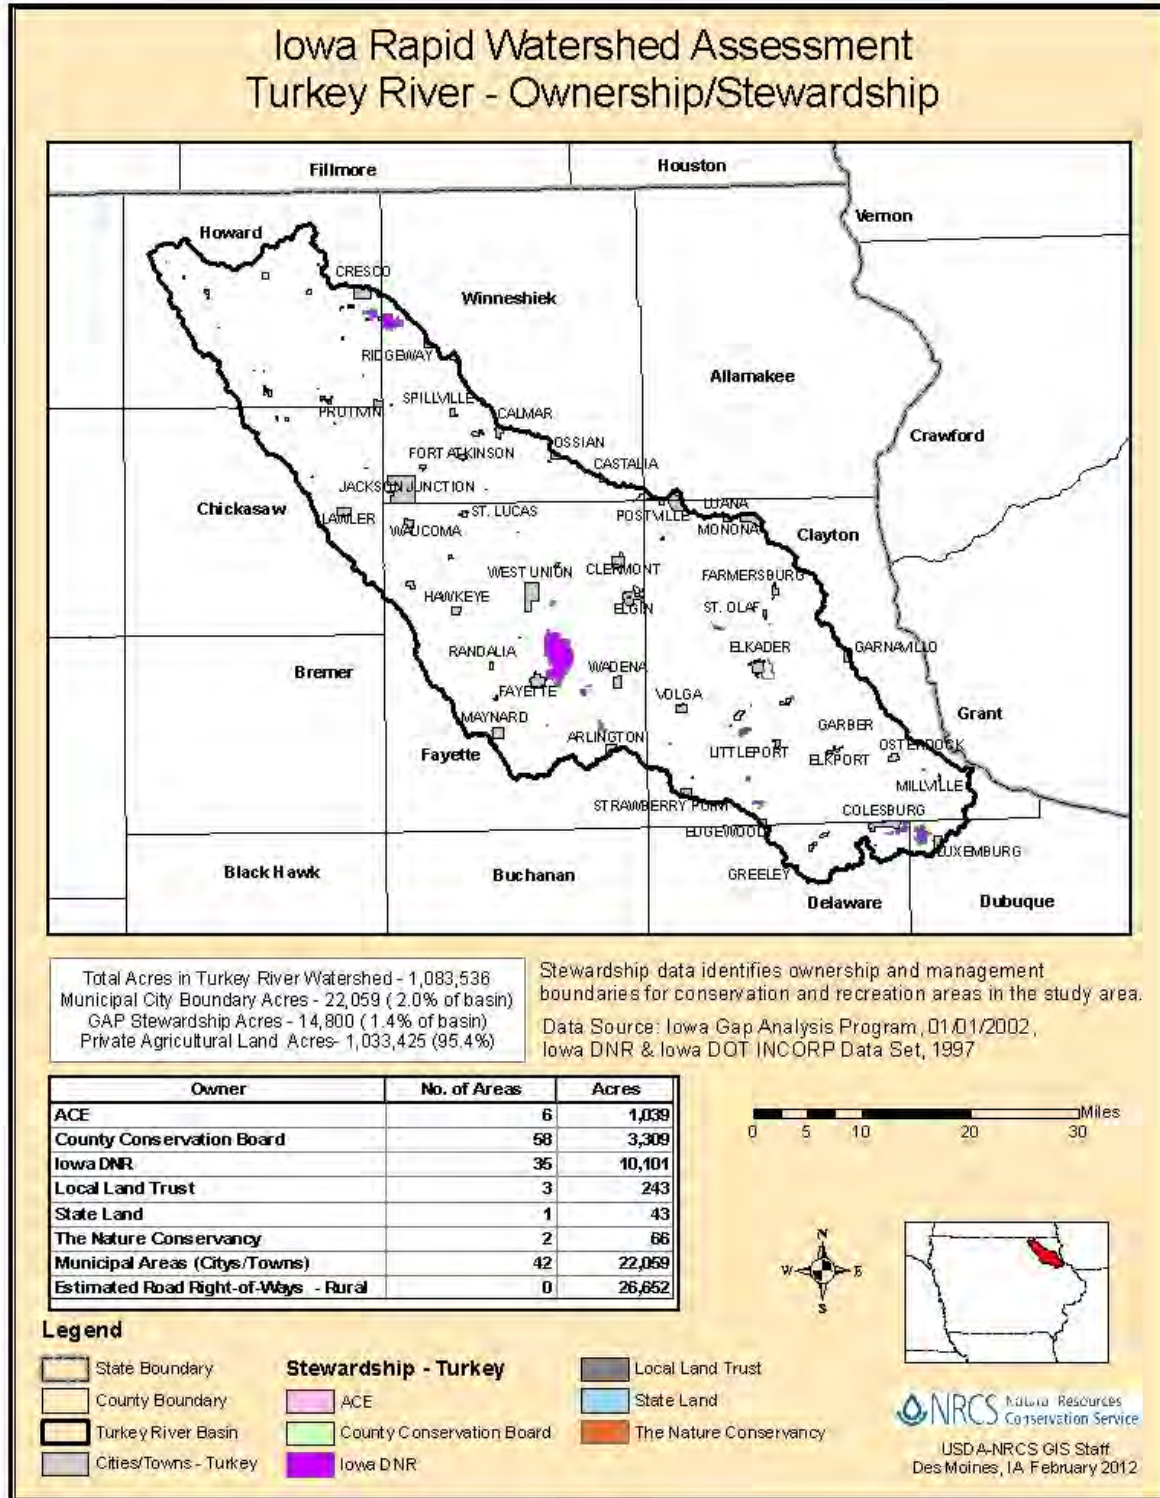 Iowa Rapid Watershed Assessment
Turkey River - Ownership/Stewardship
Fillmore
Houston
Vernon
Howard
CRESCO
Winneshiek
RIDGEWAY
Allamakee
SPILLVILLE
PROTIVIN
CALMAR
Crawford
OSSIAN
FORT ATKINSON
CASTALIA
JACKSON JUNCTION
Chickasaw
LUANA
ST. LUCAS
POSTVILLE
LAWLER
WAUCOMA
MONONA
Clayton
WEST UNION
CLERMONT
FARMERSBURG
HAWKEYE
ELGIN
ST. OLAF
RANDALIA
ELKADER
GARNAVILLO
Bremer
WADENA
FAYETTE
VOLGA
Grant
MAYNARD
GARBER
ARLINGTON
OSTERDOCK
Fayette
LITTLEPORT
ELKPORT
MILLVILLE
STRAWBERRY POINT
COLESBURG
EDGEWOOD
LUXEMBURG
Black Hawk
Buchanan
GREELEY
Delaware
Dubuque
Total Acres in Turkey River Watershed - 1,083,536
Municipal City Boundary Acres - 22,059 ( 2.0% of basin)
GAP Stewardship Acres - 14,800 ( 1.4% of basin)
Private Agricultural Land Acres- 1,033,425 (95.4%)
Stewardship data identifies ownership and management
boundaries for conservation and recreation areas in the study area.
Data Source: Iowa Gap Analysis Program, 01/01/2002,
Iowa DNR & Iowa DOT INCORP Data Set, 1997
Owner No. of Areas Acres
ACE 6 1,039
County Conservation Board 58 3,309
Iowa DNR 35 10,101
Local Land Trust 3 243
State Land 1 43
The Nature Conservancy 2 66
Municipal Areas (Citys/Towns) 42 22,059
Estimated Road Right-of-Ways - Rural 0 26,652
Miles
0 5 10 20 30
N
W E
S
Legend
State Boundary
County Boundary
Turkey River Basin
Cities/Towns - Turkey
Stewardship - Turkey
ACE
County Conservation Board
Iowa DNR
Local Land Trust
State Land
The Nature Conservancy
NRCS Natural Resources
Conservation Service
USDA-NRCS GIS Staff
Des Moines, IA February 2012